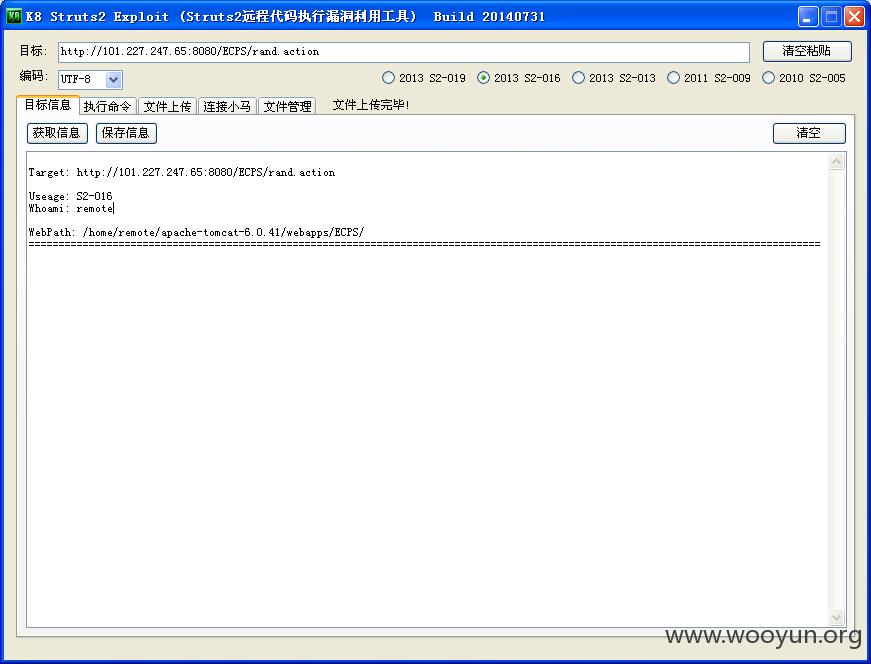 K8 Struts2 Exploit (Struts2远程代码执行漏洞利用工具) Build 20140731
目标: http://101.227.247.65:8080/ECPS/rand.action 清空粘贴
编码: UTF-8 2013 S2-019 2013 S2-016 2013 S2-013 2011 S2-009 2010 S2-005
目标信息 执行命令 文件上传 连接小马 文件管理 文件上传完毕!
获取信息 保存信息 清空
Target: http://101.227.247.65:8080/ECPS/rand.action
Useage: S2-016
Whoami: remote
WebPath: /home/remote/apache-tomcat-6.0.41/webapps/ECPS/
www.wooyun.org